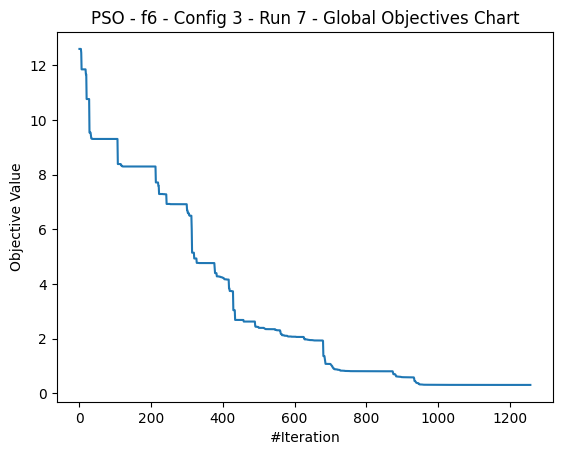 PSO - f6 - Config 3 - Run 7 - Global Objectives Chart
12
10
8
6
4
2
0
Objective Value
0 200 400 600 800 1000 1200
#Iteration